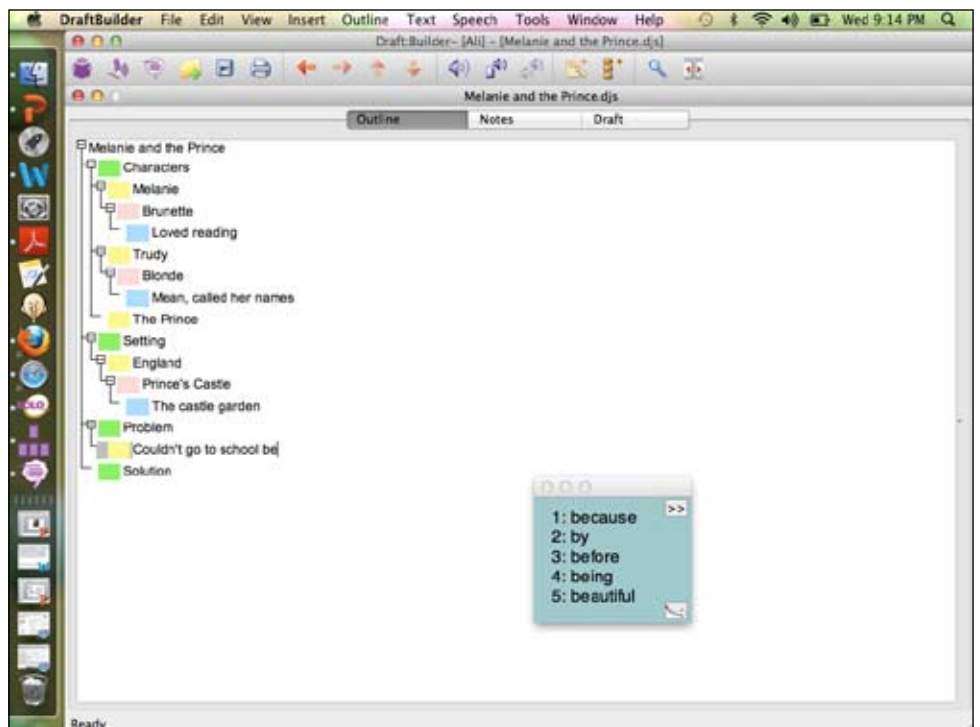 DraftBuilder File Edit View Insert Outline Text Speech Tools Window Help Wed 9:14 PM
Draft:Builder- [Ali] - [Melanie and the Prince.djs]
Melanie and the Prince.djs
Outline Notes Draft
Melanie and the Prince
Characters
Melanie
Brunette
Loved reading
Trudy
Blonde
Mean, called her names
The Prince
Setting
England
Prince's Castle
The castle garden
Problem
Couldn't go to school be
Solution
>>
1: because
2: by
3: before
4: being
5: beautiful
Ready